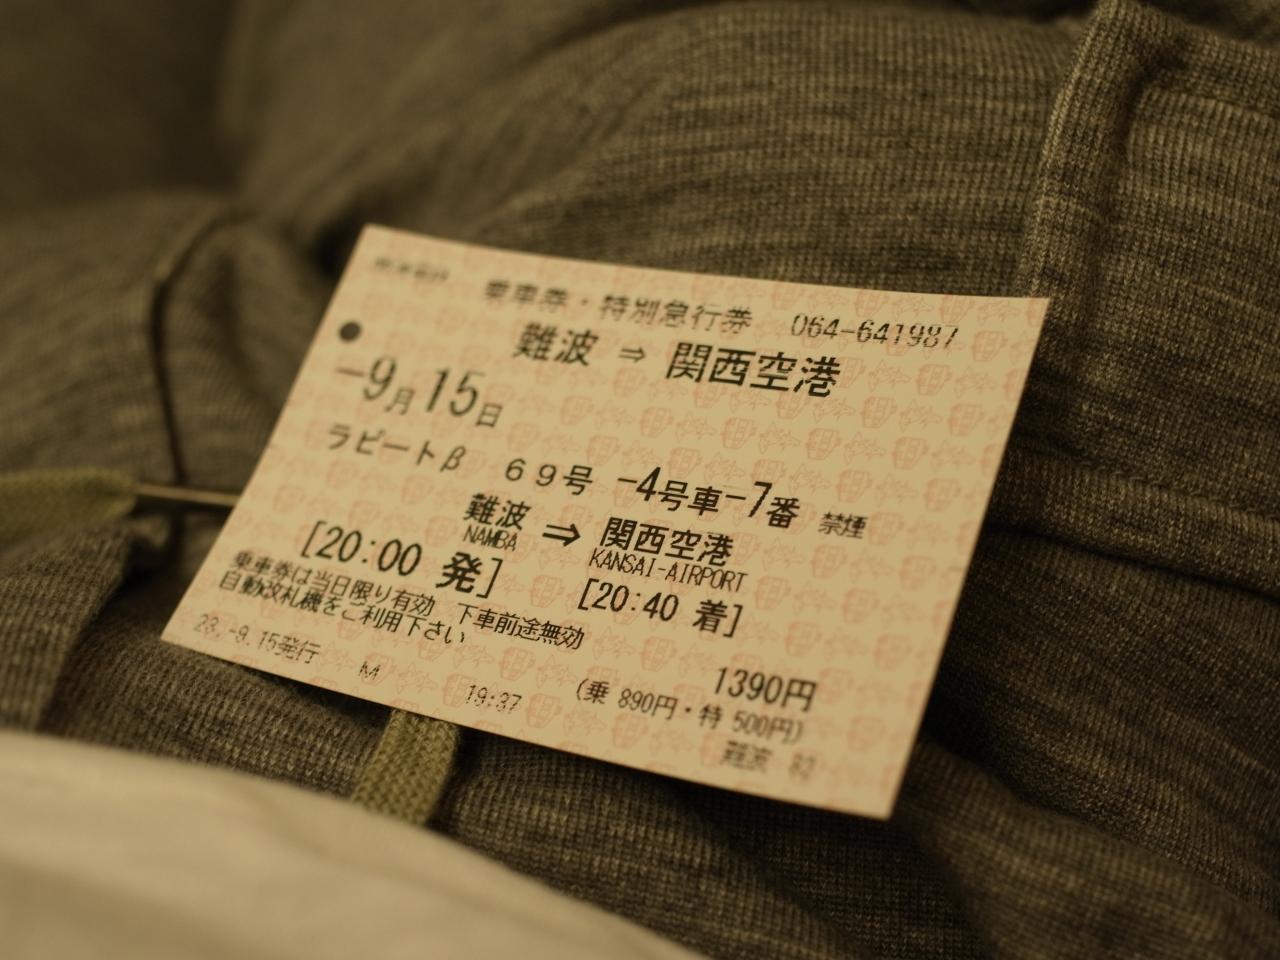 乗車券・特別急行券 064-641987
難波 ⇒ 関西空港
-9月15日
ラピートβ 69号 -4号車-7番 禁煙
難波 ⇒ 関西空港
NAMBA KANSAI-AIRPORT
[20:00 発] [20:40 着]
乗車券は当日限り有効 下車前途無効
自動改札機をご利用下さい
1390円
23.-9.15発行 M 19:37 (乗 890円・特 500円)
難波